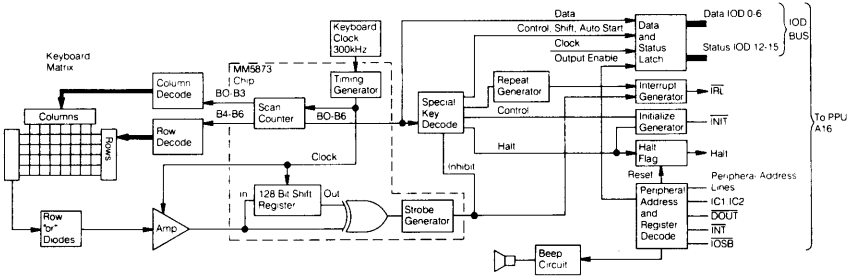 Keyboard
Matrix
Columns
Rows
Row
"or"
Diodes
Column
Decode
Row
Decode
BO-B3
B4-B6
MM5873
Chip
Keyboard
Clock
300kHz
Timing
Generator
Scan
Counter
BO-B6
Clock
In
128 Bit Shift
Register
Out
Amp
Strobe
Generator
Inhibit
Special
Key
Decode
Data
Control, Shift, Auto Start
Clock
Output Enable
Repeat
Generator
Control
Halt
Data
and
Status
Latch
Data IOD 0-6
Status IOD 12-15
IOD
BUS
Interrupt
Generator
IRL
Initialize
Generator
INIT
Halt
Flag
Halt
Reset
To PPU
A16
Peripheral
Address
and
Register
Decode
Peripheral Address
Lines
IC1 IC2
DOUT
INT
IOSB
Beep
Circuit